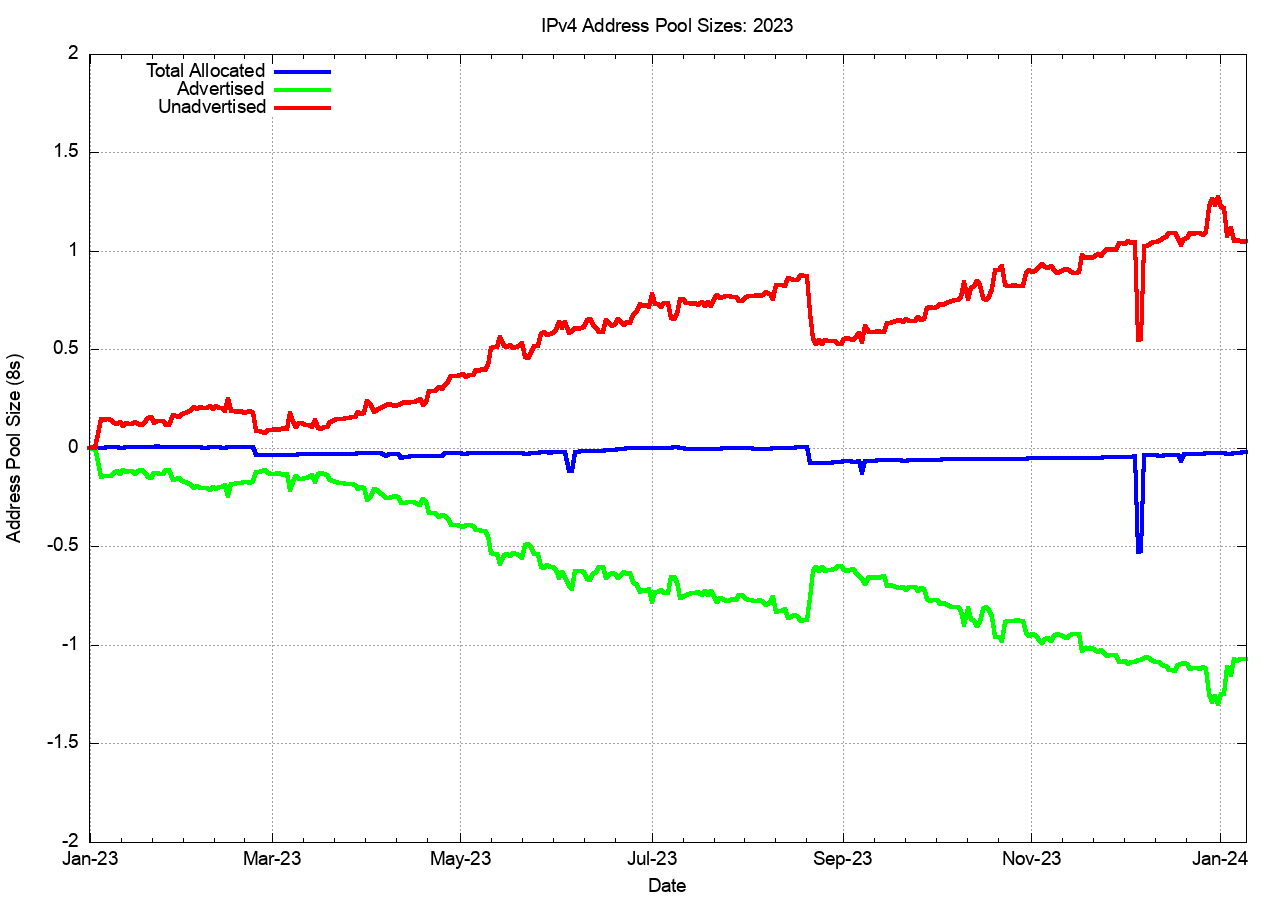 IPv4 Address Pool Sizes: 2023
Total Allocated
Advertised
Unadvertised
2
1.5
1
0.5
0
-0.5
-1
-1.5
-2
Address Pool Size (8s)
Jan-23 Mar-23 May-23 Jul-23 Sep-23 Nov-23 Jan-24
Date